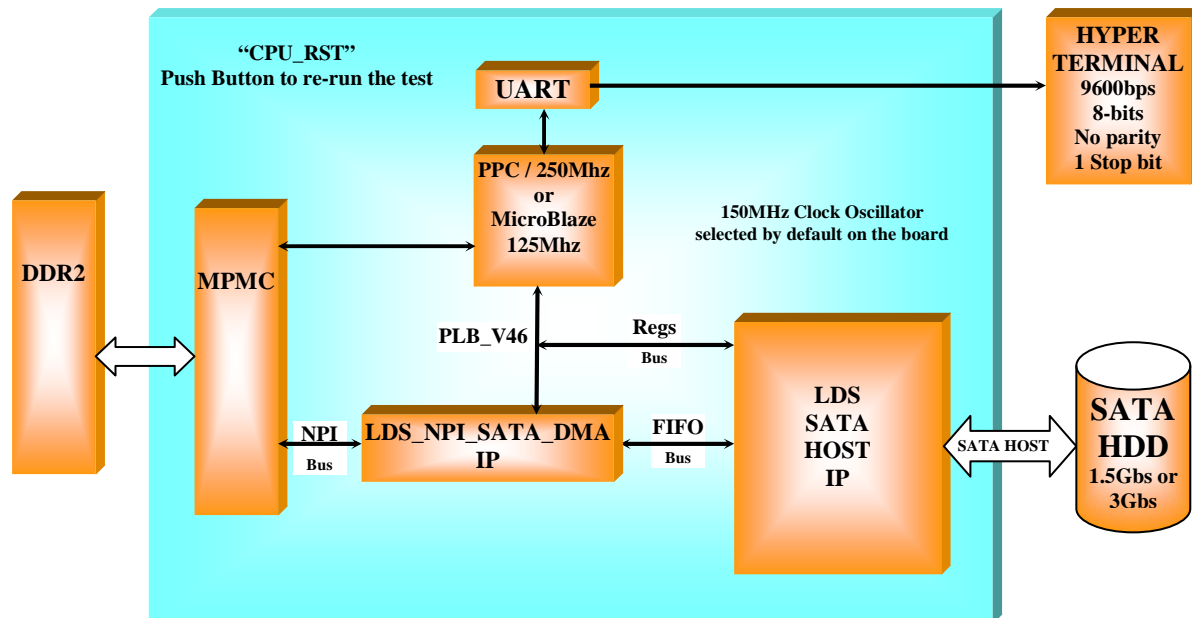 “CPU_RST”
Push Button to re-run the test
UART
HYPER
TERMINAL
9600bps
8-bits
No parity
1 Stop bit
PPC / 250Mhz
or
MicroBlaze
125Mhz
150MHz Clock Oscillator
selected by default on the board
DDR2
MPMC
PLB_V46
Regs
Bus
LDS
SATA
HOST
IP
NPI
Bus
LDS_NPI_SATA_DMA
IP
FIFO
Bus
SATA HOST
SATA
HDD
1.5Gbs or
3Gbs